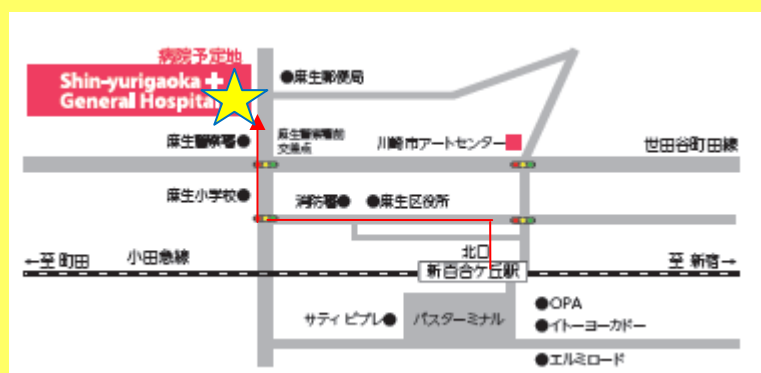 病院予定地
Shin-yurigaoka
General Hospital
●麻生郵便局
麻生警察署●
麻生警察署前
交差点
川崎市アートセンター
世田谷町田線
麻生小学校●
消防署●
●麻生区役所
北口
←至 町田
小田急線
新百合ケ丘駅
至 新宿→
サティ ビブレ●
バスターミナル
●OPA
●イトーヨーカドー
●エルミロード